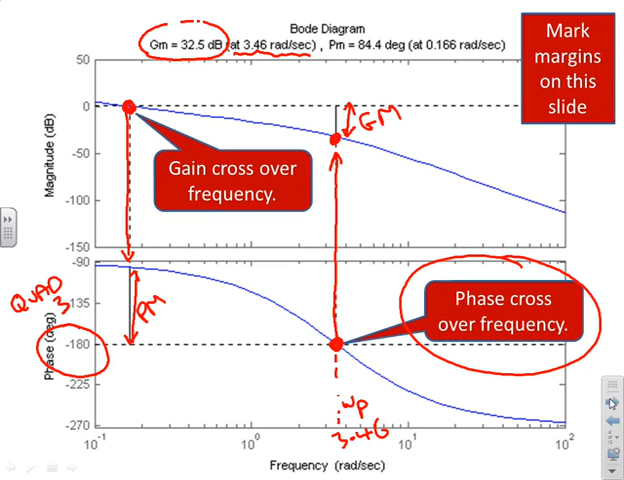 Bode Diagram
Gm = 32.5 dB (at 3.46 rad/sec) , Pm = 84.4 deg (at 0.166 rad/sec)
Mark
margins
on this
slide
50
0
-50
-100
-150
Magnitude (dB)
GM
Gain cross over
frequency.
-90
-135
-180
-225
-270
Phase (deg)
QUAD
3
PM
Phase cross
over frequency.
wp
3.46
10^-1
10^0
10^1
10^2
Frequency (rad/sec)